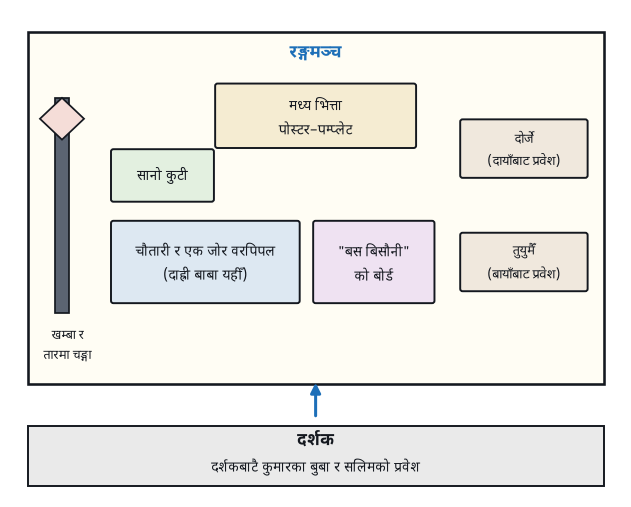 रङ्गमञ्च
मध्य भित्ता
पोस्टर-पम्प्लेट
दोर्जे
(दायाँबाट प्रवेश)
सानो कुटी
चौतारी र एक जोर वरपिपल
(दाह्री बाबा यहीँ)
"बस बिसौनी"
को बोर्ड
तुयुमैँ
(बायाँबाट प्रवेश)
खम्बा र
तारमा चङ्गा
दर्शक
दर्शकबाटै कुमारका बुबा र सलिमको प्रवेश